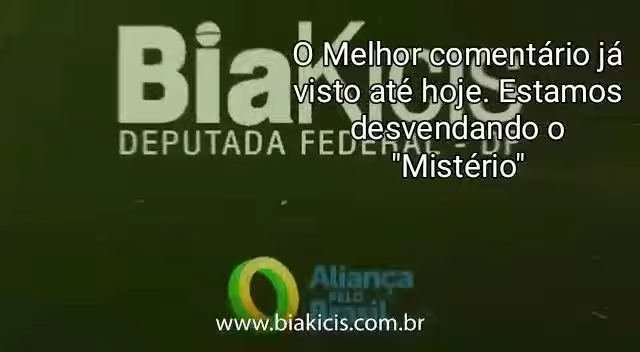 BiaKicis
DEPUTADA FEDERAL - DF
O Melhor comentário já
visto até hoje. Estamos
desvendando o
"Mistério"
Aliança
PELO
Brasil
www.biakicis.com.br